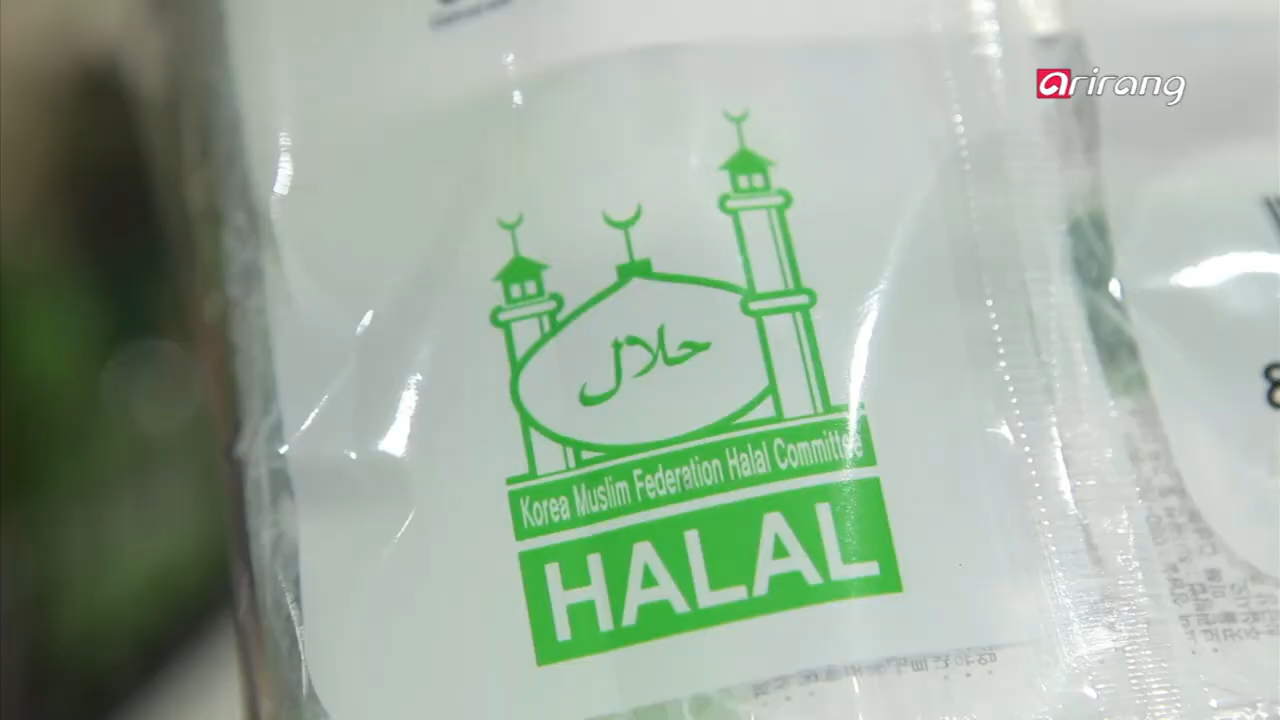 arirang
حلال
Korea Muslim Federation Halal Committee
HALAL